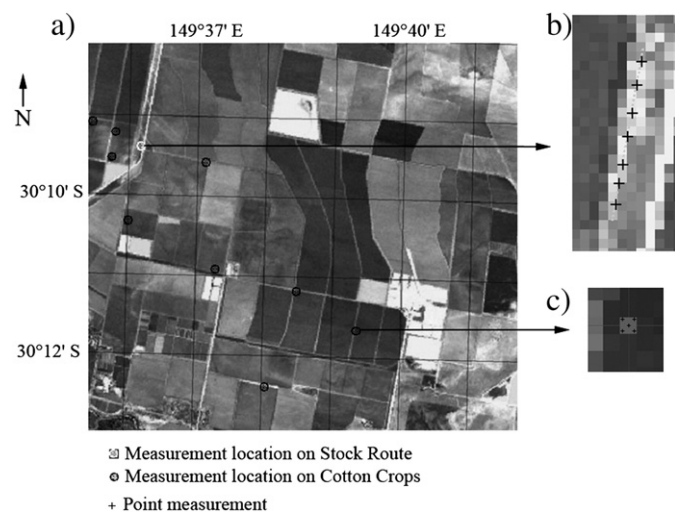 a)
149°37' E
149°40' E
b)
N
30°10' S
c)
30°12' S
Measurement location on Stock Route
Measurement location on Cotton Crops
+ Point measurement